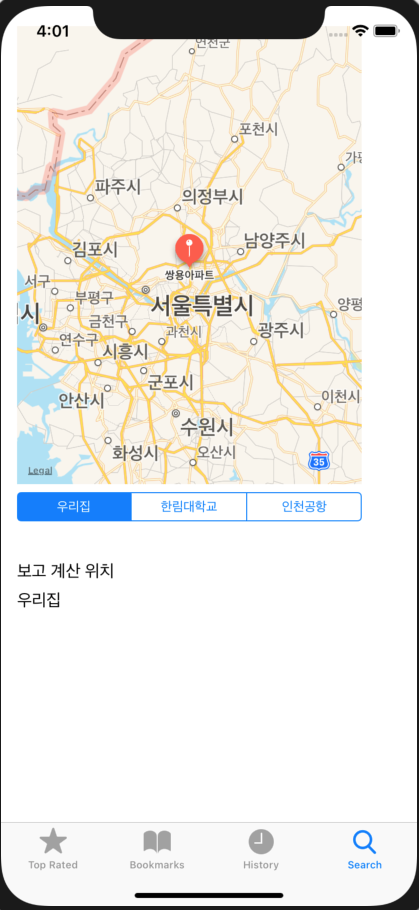 4:01
연천군
포천시
가평
파주시
의정부시
김포시
남양주시
쌍용아파트
서구
부평구
서울특별시
양평
시
금천구
과천시
광주시
연수구
시흥시
군포시
안산시
이천시
수원시
화성시
오산시
Legal
35
우리집
한림대학교
인천공항
보고 계산 위치
우리집
Top Rated
Bookmarks
History
Search